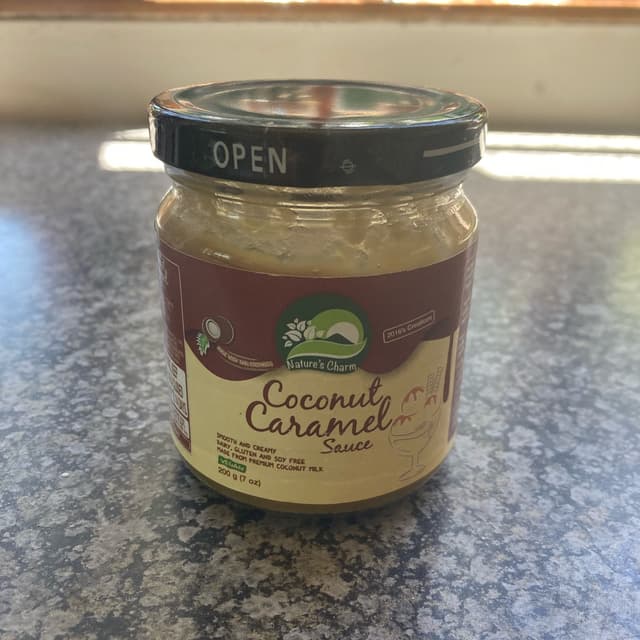 OPEN
2016's Creation!
Nature's Charm
Coconut
Caramel
Sauce
SMOOTH AND CREAMY
DAIRY, GLUTEN AND SOY FREE
MADE FROM PREMIUM COCONUT MILK
VEGAN
200 g (7 oz)